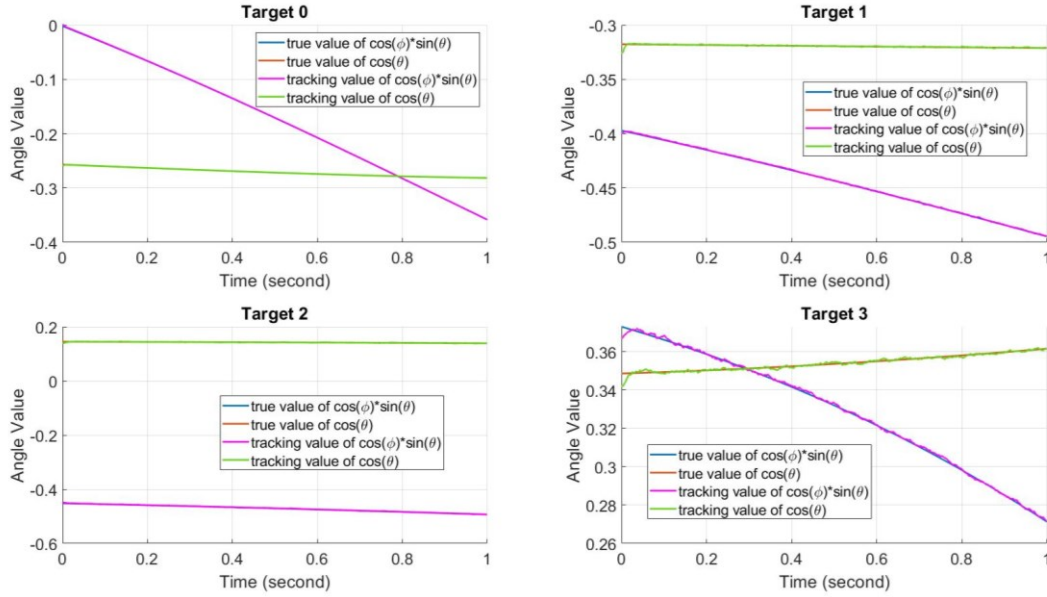 Target 0
0
-0.1
-0.2
-0.3
-0.4
Angle Value
true value of cos(ϕ)*sin(θ)
true value of cos(θ)
tracking value of cos(ϕ)*sin(θ)
tracking value of cos(θ)
0 0.2 0.4 0.6 0.8 1
Time (second)
Target 1
-0.3
-0.35
-0.4
-0.45
-0.5
Angle Value
true value of cos(ϕ)*sin(θ)
true value of cos(θ)
tracking value of cos(ϕ)*sin(θ)
tracking value of cos(θ)
0 0.2 0.4 0.6 0.8 1
Time (second)
Target 2
0.2
0
-0.2
-0.4
-0.6
Angle Value
true value of cos(ϕ)*sin(θ)
true value of cos(θ)
tracking value of cos(ϕ)*sin(θ)
tracking value of cos(θ)
0 0.2 0.4 0.6 0.8 1
Time (second)
Target 3
0.36
0.34
0.32
0.3
0.28
0.26
Angle Value
true value of cos(ϕ)*sin(θ)
true value of cos(θ)
tracking value of cos(ϕ)*sin(θ)
tracking value of cos(θ)
0 0.2 0.4 0.6 0.8 1
Time (second)